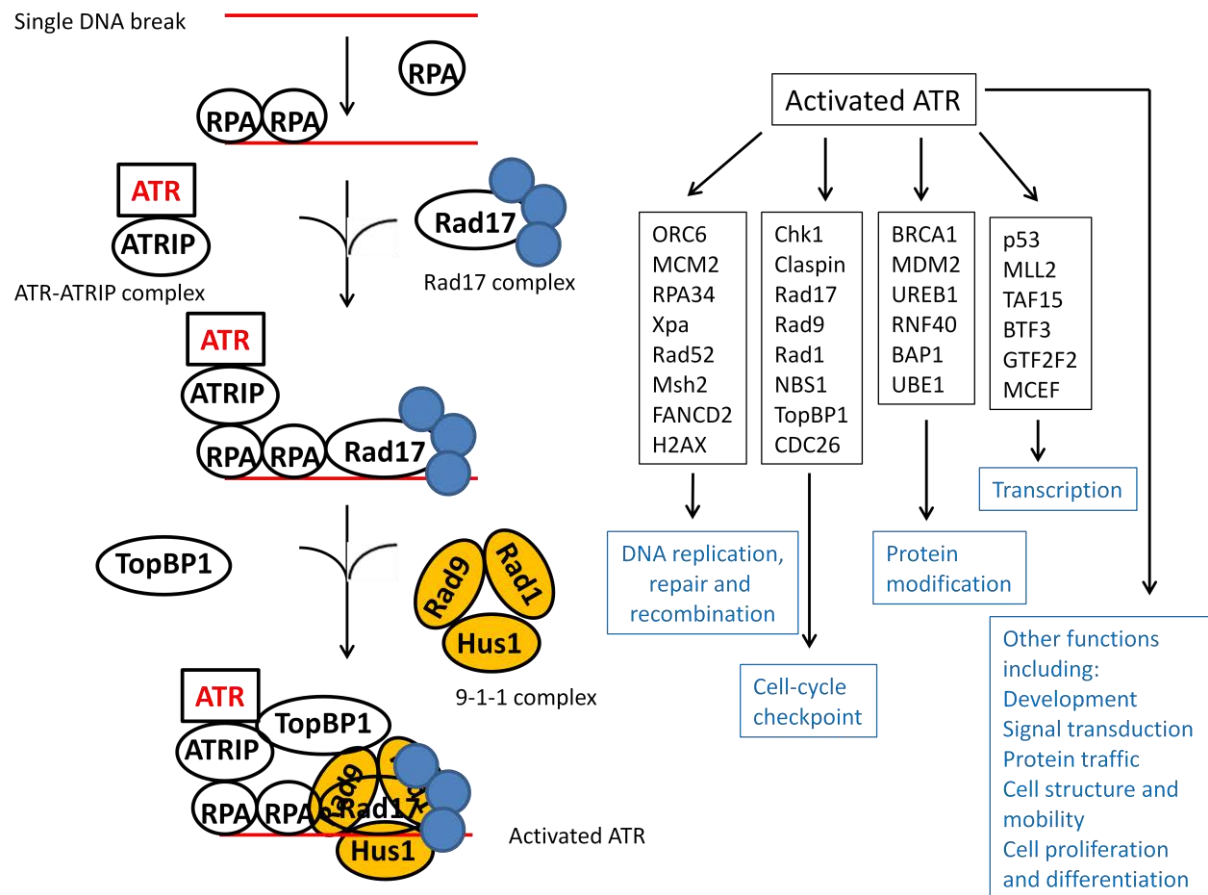 Single DNA break
RPA
RPA RPA
ATR
ATRIP
ATR-ATRIP complex
Rad17
Rad17 complex
ATR
ATRIP
RPA RPA Rad17
TopBP1
Rad9 Rad1
Hus1
9-1-1 complex
ATR
TopBP1
ATRIP
Rad9
RPA RPA Rad17
Hus1
Activated ATR
Activated ATR
ORC6
MCM2
RPA34
Xpa
Rad52
Msh2
FANCD2
H2AX
DNA replication,
repair and
recombination
Chk1
Claspin
Rad17
Rad9
Rad1
NBS1
TopBP1
CDC26
Cell-cycle
checkpoint
BRCA1
MDM2
UREB1
RNF40
BAP1
UBE1
Protein
modification
p53
MLL2
TAF15
BTF3
GTF2F2
MCEF
Transcription
Other functions
including:
Development
Signal transduction
Protein traffic
Cell structure and
mobility
Cell proliferation
and differentiation